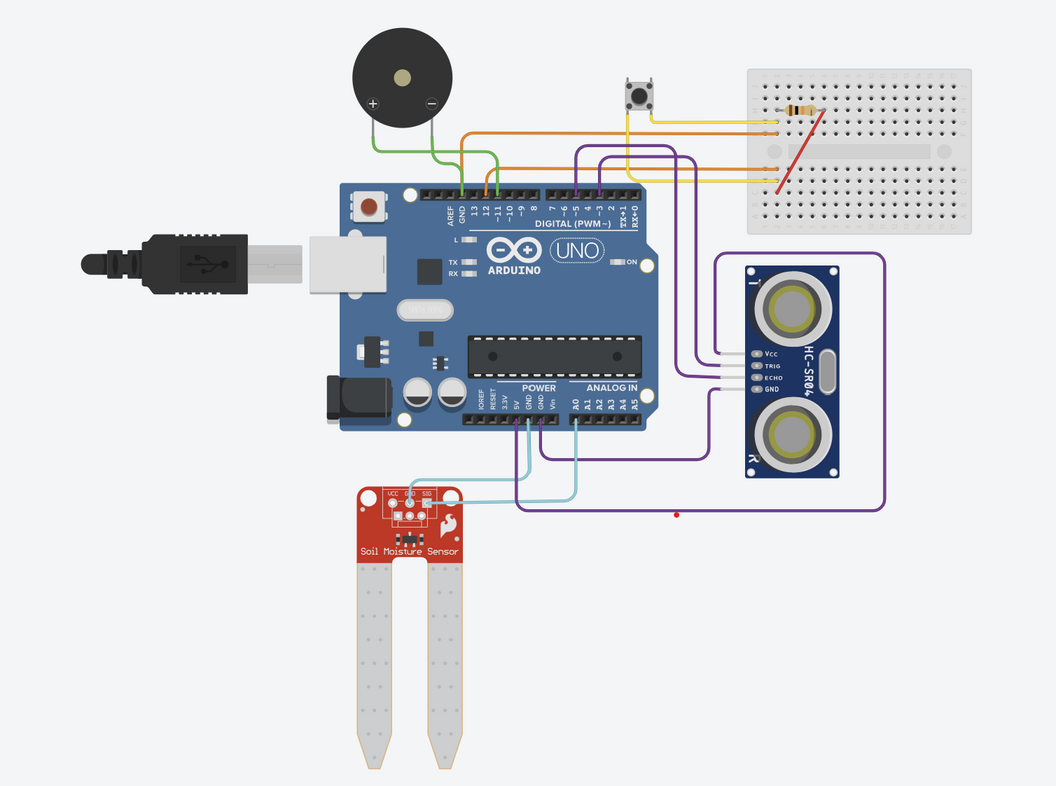 + −
AREF
GND
13
12
~11
~10
~9
8
7
~6
~5
4
~3
2
TX→1
RX←0
DIGITAL (PWM~)
L
TX
RX
ARDUINO
UNO
ON
POWER
ANALOG IN
IOREF
RESET
3.3V
5V
GND
GND
Vin
A0
A1
A2
A3
A4
A5
T
Vcc
TRIG
ECHO
GND
HC-SR04
R
VCC GND SIG
Soil Moisture Sensor